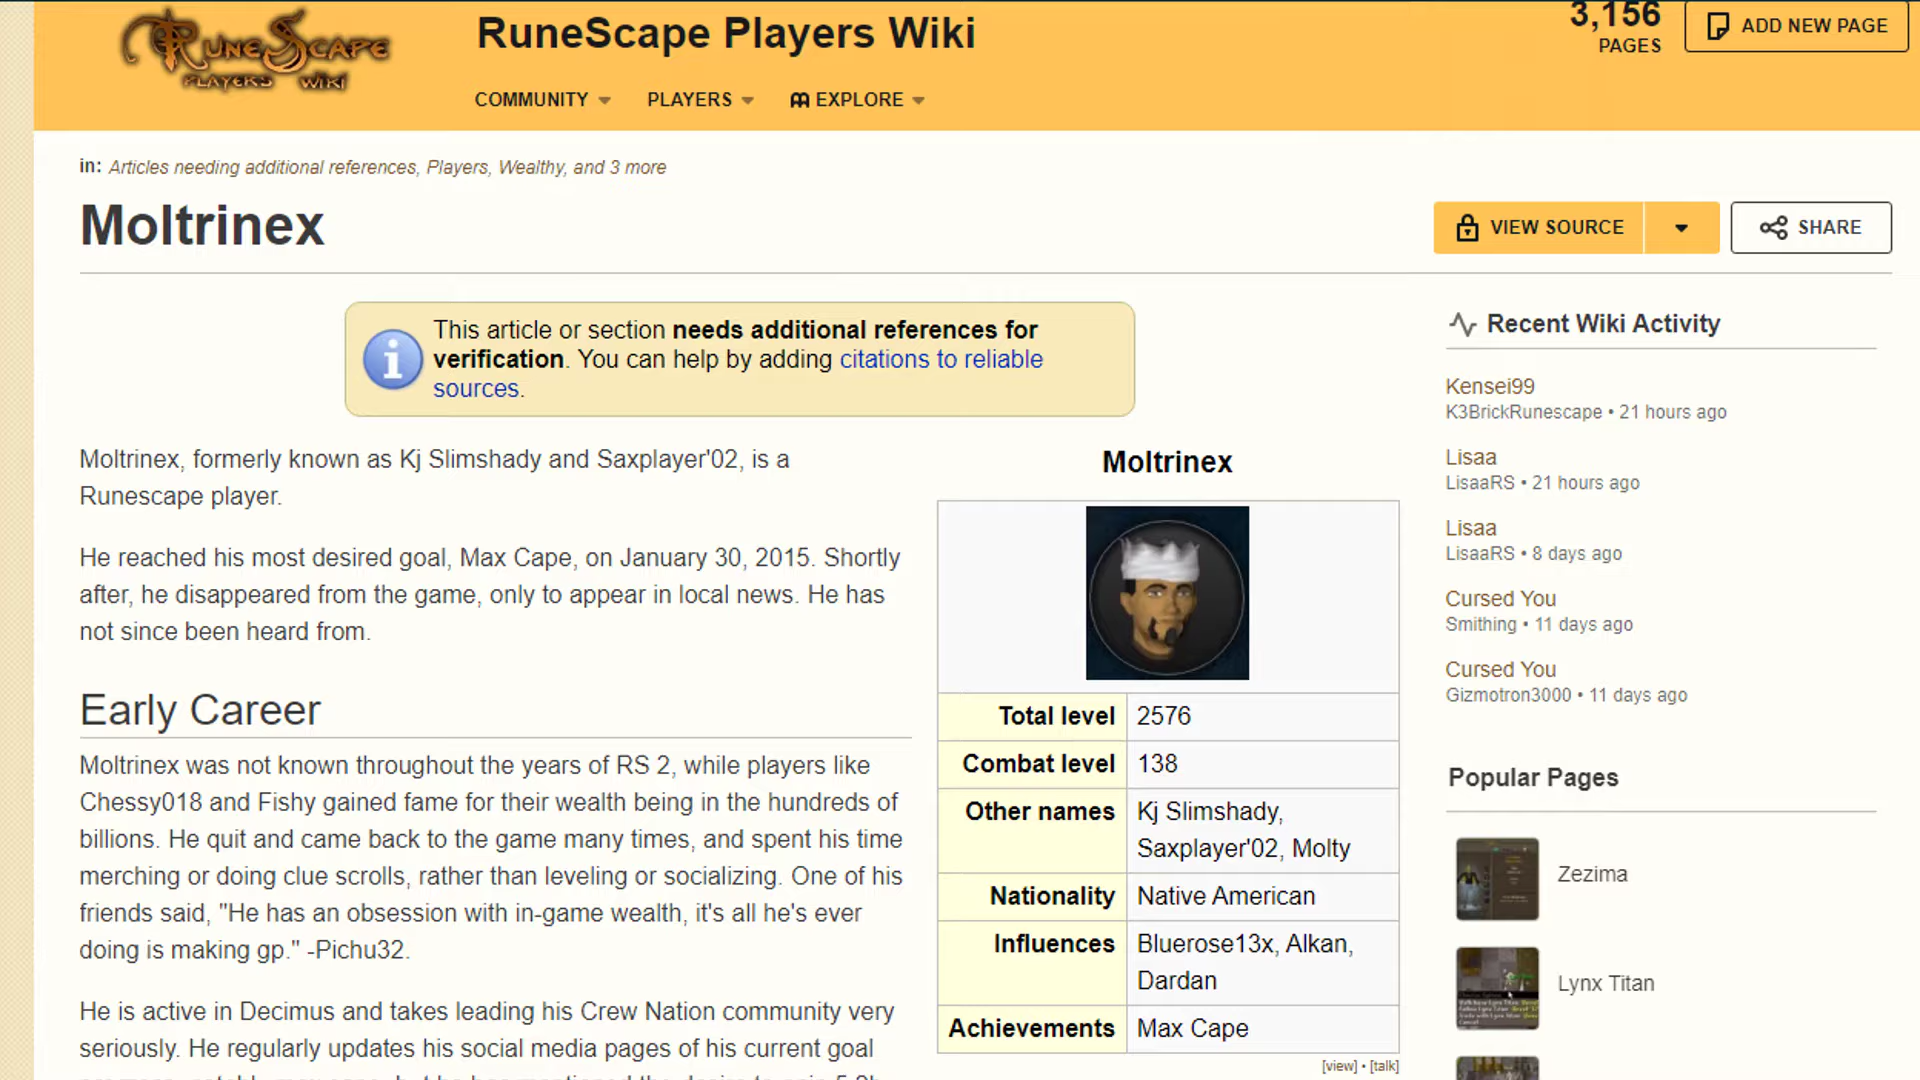 RUNESCAPE
PLAYERS WIKI
RuneScape Players Wiki
3,156
PAGES
ADD NEW PAGE
COMMUNITY
PLAYERS
EXPLORE
in: Articles needing additional references, Players, Wealthy, and 3 more
Moltrinex
VIEW SOURCE
SHARE
This article or section needs additional references for
verification. You can help by adding citations to reliable
sources.
Moltrinex, formerly known as Kj Slimshady and Saxplayer'02, is a
Runescape player.
He reached his most desired goal, Max Cape, on January 30, 2015. Shortly
after, he disappeared from the game, only to appear in local news. He has
not since been heard from.
Early Career
Moltrinex was not known throughout the years of RS 2, while players like
Chessy018 and Fishy gained fame for their wealth being in the hundreds of
billions. He quit and came back to the game many times, and spent his time
merching or doing clue scrolls, rather than leveling or socializing. One of his
friends said, "He has an obsession with in-game wealth, it's all he's ever
doing is making gp." -Pichu32.
He is active in Decimus and takes leading his Crew Nation community very
seriously. He regularly updates his social media pages of his current goal
Moltrinex
Total level 2576
Combat level 138
Other names Kj Slimshady,
Saxplayer'02, Molty
Nationality Native American
Influences Bluerose13x, Alkan,
Dardan
Achievements Max Cape
[view] • [talk]
Recent Wiki Activity
Kensei99
K3BrickRunescape • 21 hours ago
Lisaa
LisaaRS • 21 hours ago
Lisaa
LisaaRS • 8 days ago
Cursed You
Smithing • 11 days ago
Cursed You
Gizmotron3000 • 11 days ago
Popular Pages
Zezima
Lynx Titan